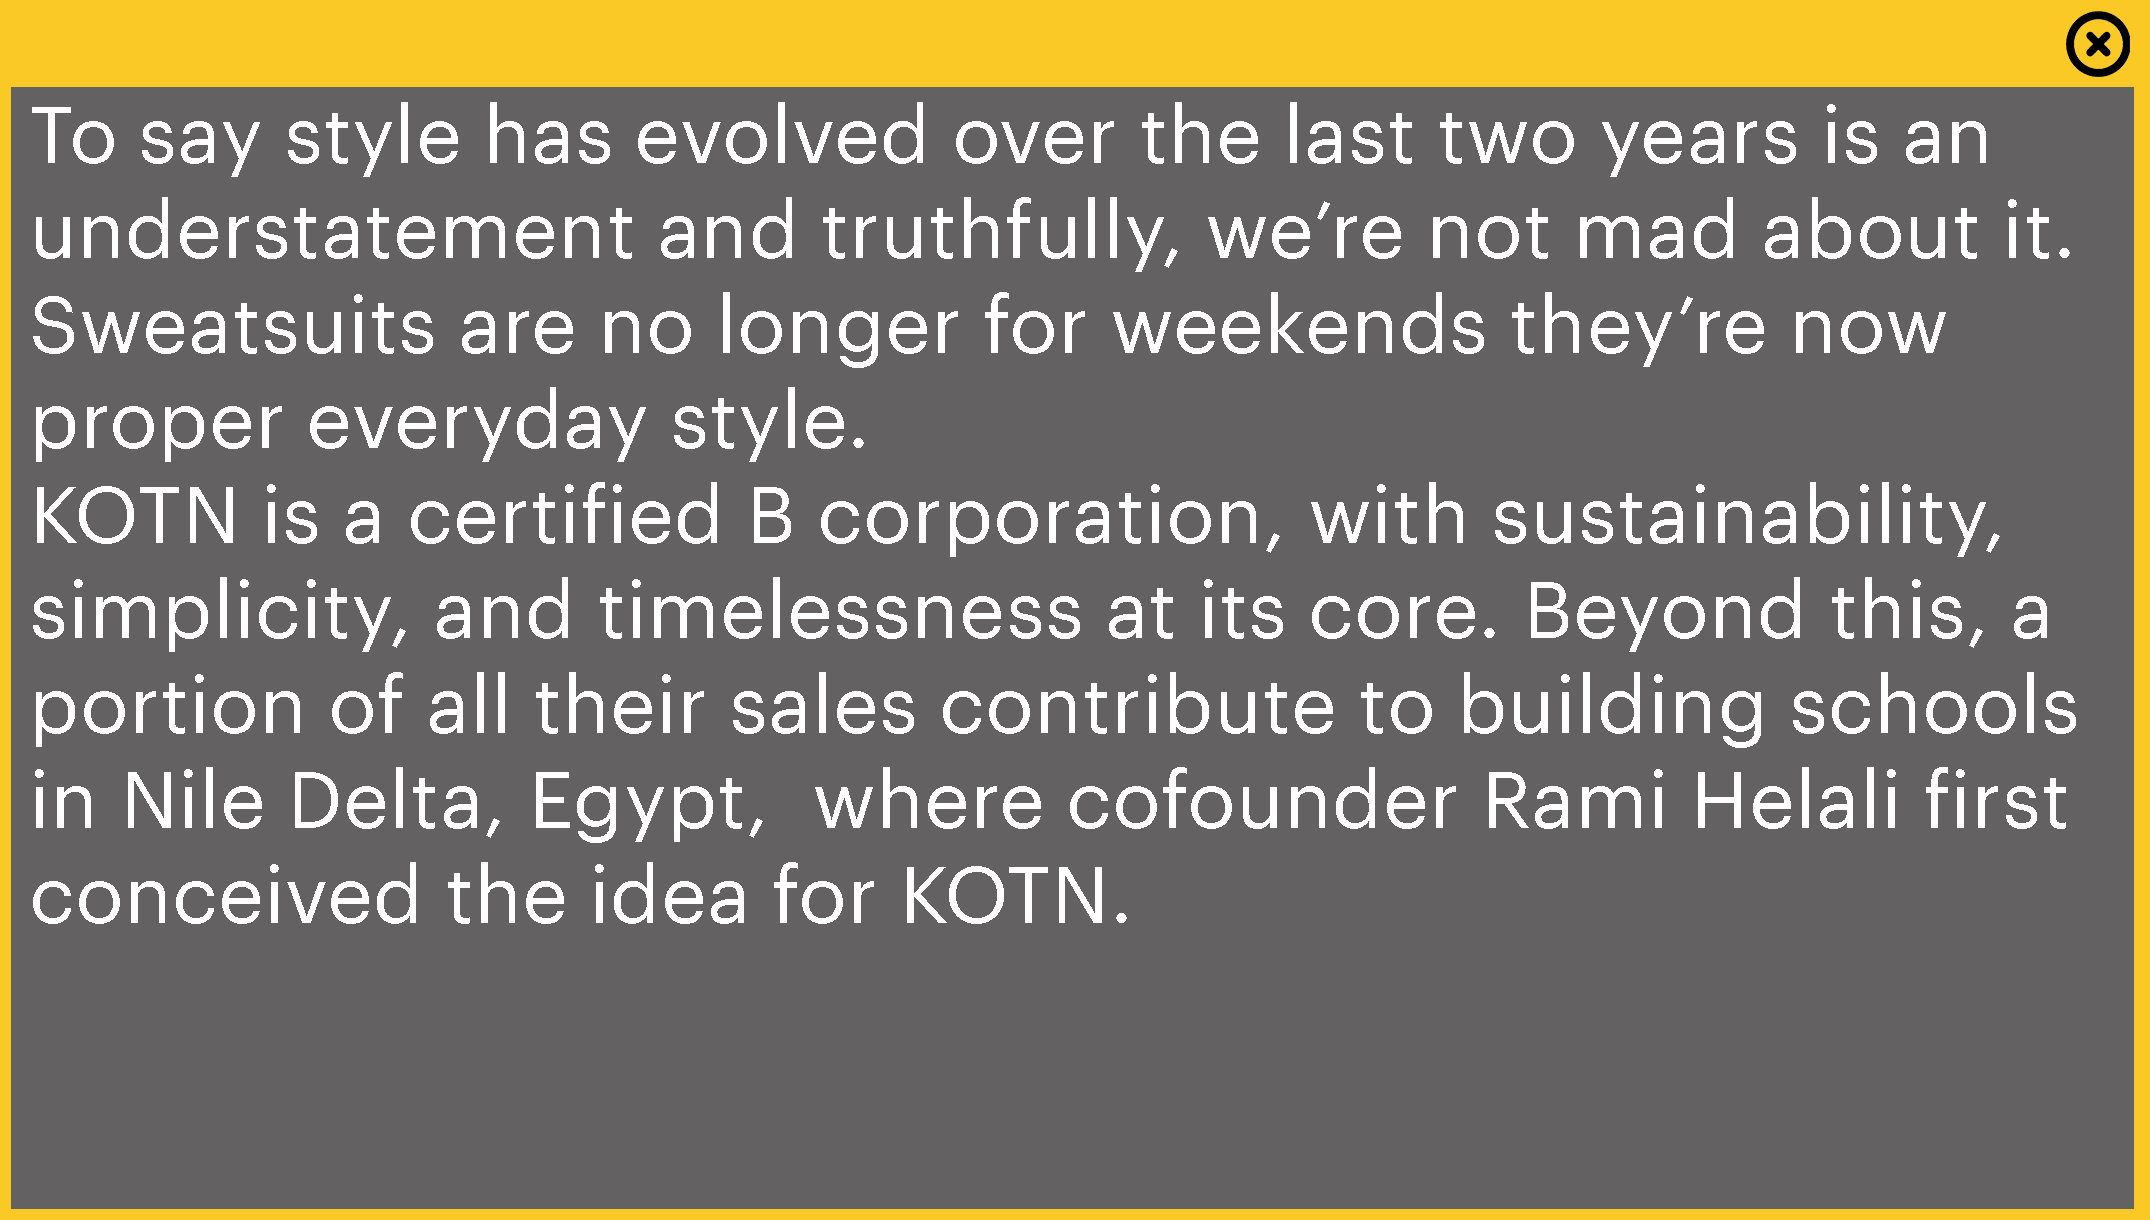 To say style has evolved over the last two years is an
understatement and truthfully, we’re not mad about it.
Sweatsuits are no longer for weekends they’re now
proper everyday style.
KOTN is a certified B corporation, with sustainability,
simplicity, and timelessness at its core. Beyond this, a
portion of all their sales contribute to building schools
in Nile Delta, Egypt,  where cofounder Rami Helali first
conceived the idea for KOTN.